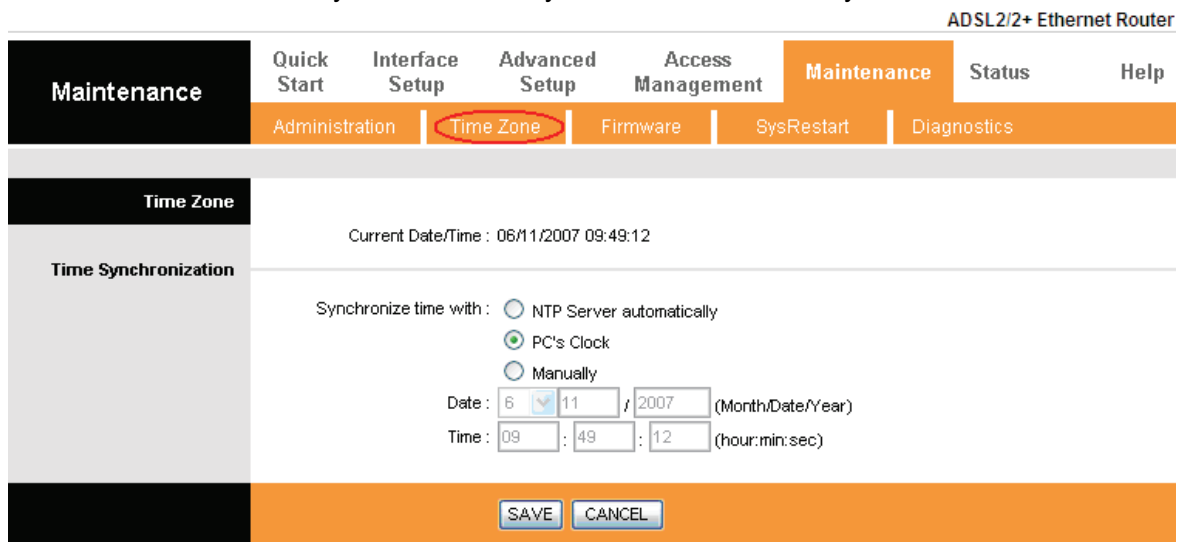 ADSL2/2+ Ethernet Router
Maintenance
Quick Start Interface Setup Advanced Setup Access Management Maintenance Status Help
Administration Time Zone Firmware SysRestart Diagnostics
Time Zone
Current Date/Time : 06/11/2007 09:49:12
Time Synchronization
Synchronize time with : NTP Server automatically
PC's Clock
Manually
Date : 6 11 / 2007 (Month/Date/Year)
Time : 09 : 49 : 12 (hour:min:sec)
SAVE CANCEL